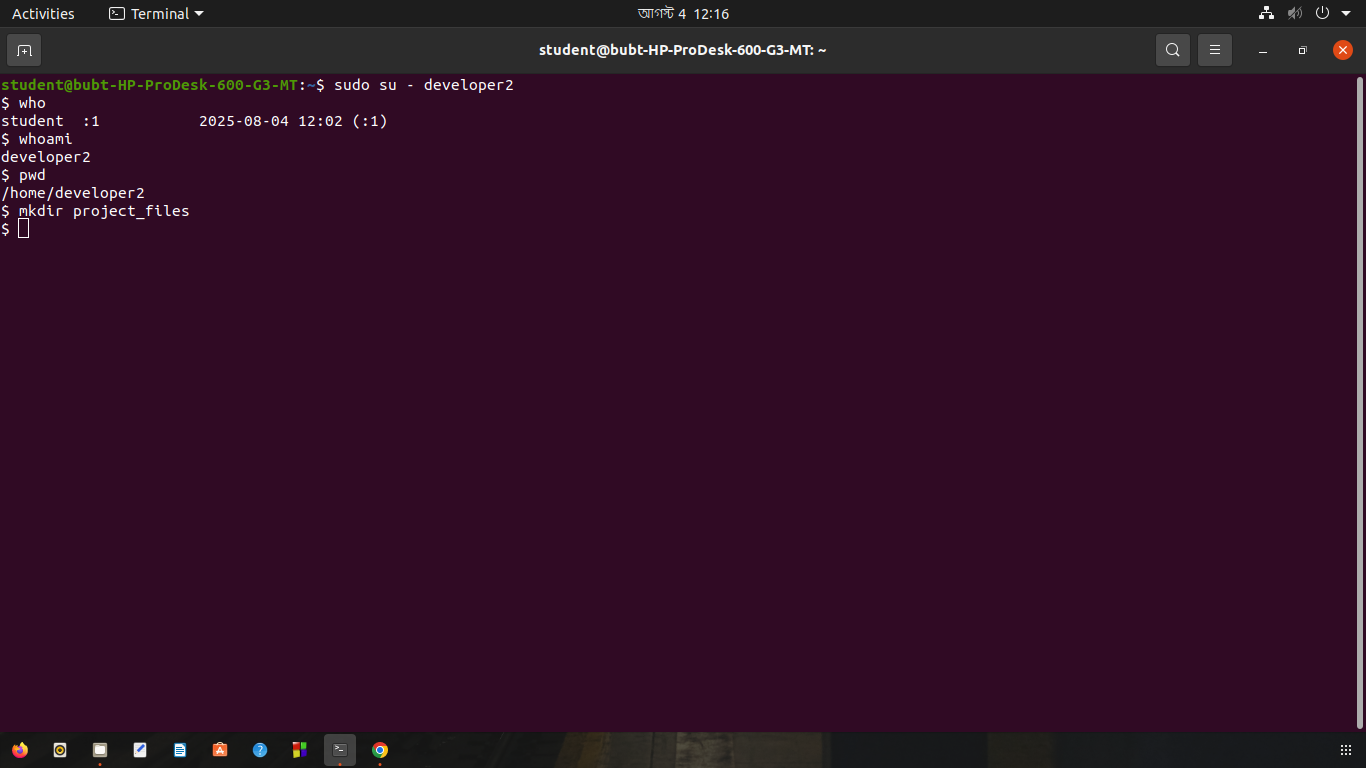 Activities Terminal আগস্ট 4 12:16
student@bubt-HP-ProDesk-600-G3-MT: ~
student@bubt-HP-ProDesk-600-G3-MT:~$ sudo su - developer2
$ who
student  :1           2025-08-04 12:02 (:1)
$ whoami
developer2
$ pwd
/home/developer2
$ mkdir project_files
$